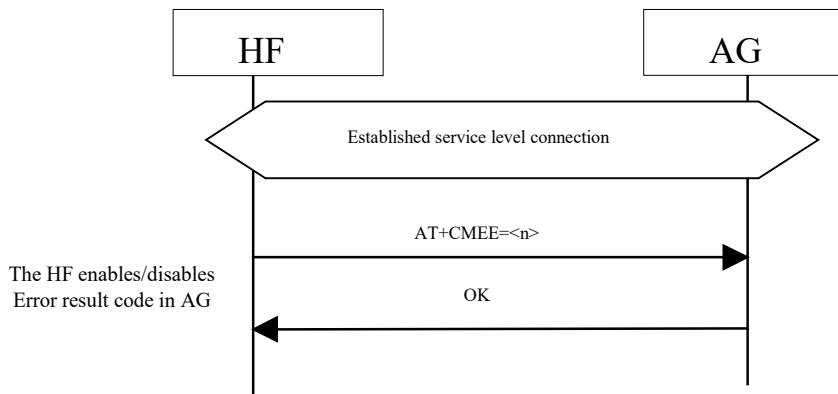 HF
AG
Established service level connection
AT+CMEE=<n>
The HF enables/disables
Error result code in AG
OK